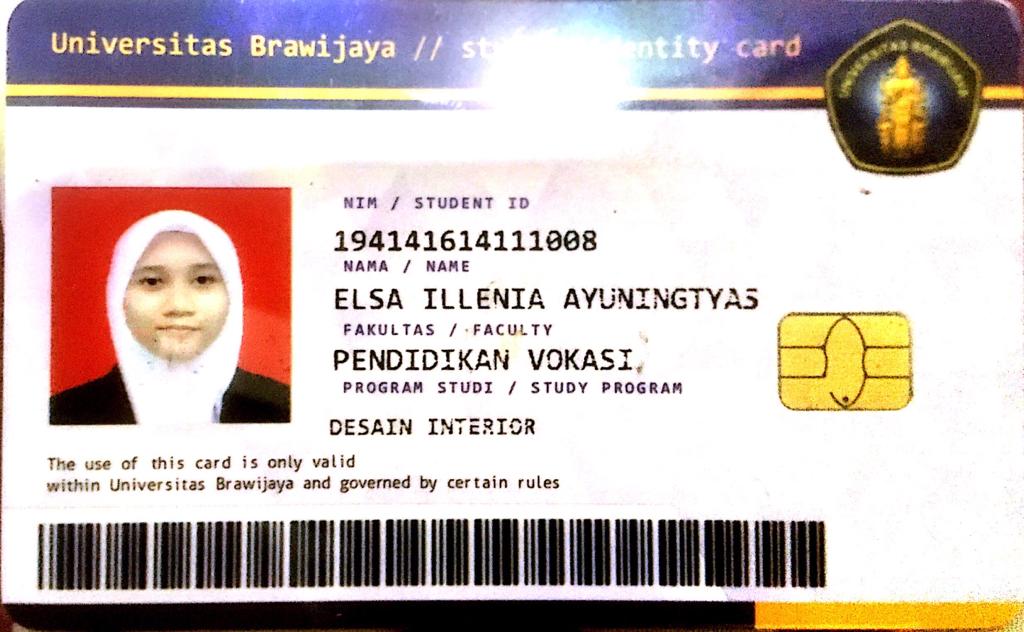 Universitas Brawijaya // st entity card
UNIVERSITAS BRAWIJAYA
NIM / STUDENT ID
194141614111008
NAMA / NAME
ELSA ILLENIA AYUNINGTYAS
FAKULTAS / FACULTY
PENDIDIKAN VOKASI
PROGRAM STUDI / STUDY PROGRAM
DESAIN INTERIOR
The use of this card is only valid
within Universitas Brawijaya and governed by certain rules